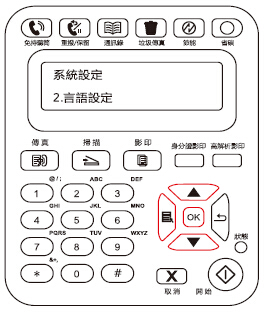 免持聽筒 重撥/保留 通訊錄 垃圾傳真 節能 省碳
系統設定
2.言語設定
傳真 掃描 影印 身分證影印 高解析影印
@/; ABC DEF
1 2 3
GHI JKL MNO
4 5 6
PQRS TUV WXYZ
7 8 9
&*,
* 0 #
OK
狀態
X
取消 開始